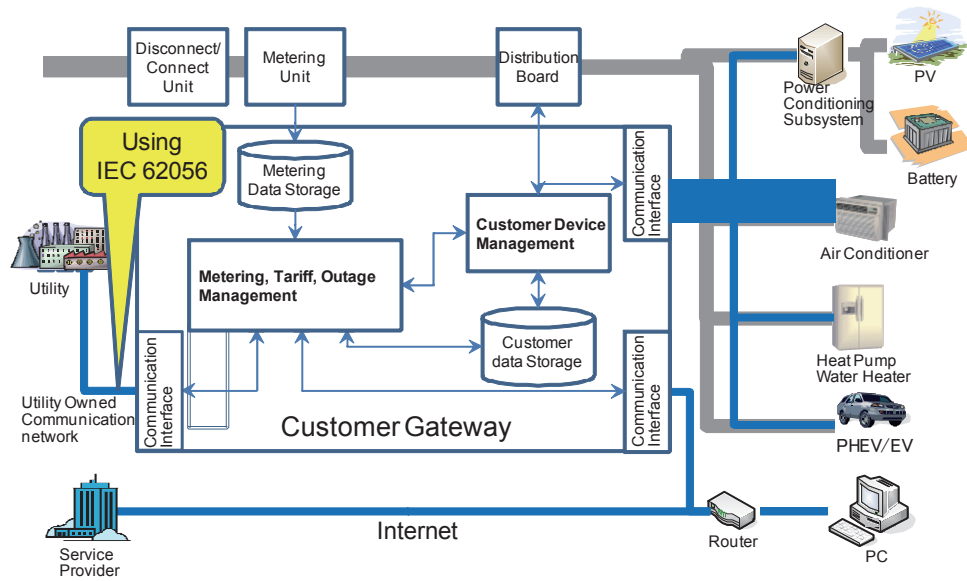 Disconnect/
Connect
Unit
Metering
Unit
Distribution
Board
Power
Conditioning
Subsystem
PV
Battery
Using
IEC 62056
Metering
Data Storage
Communication
Interface
Customer Device
Management
Air Conditioner
Utility
Metering, Tariff, Outage
Management
Customer
data Storage
Heat Pump
Water Heater
Utility Owned
Communication
network
Communication
Interface
Customer Gateway
Communication
Interface
PHEV/EV
Internet
Service
Provider
Router
PC